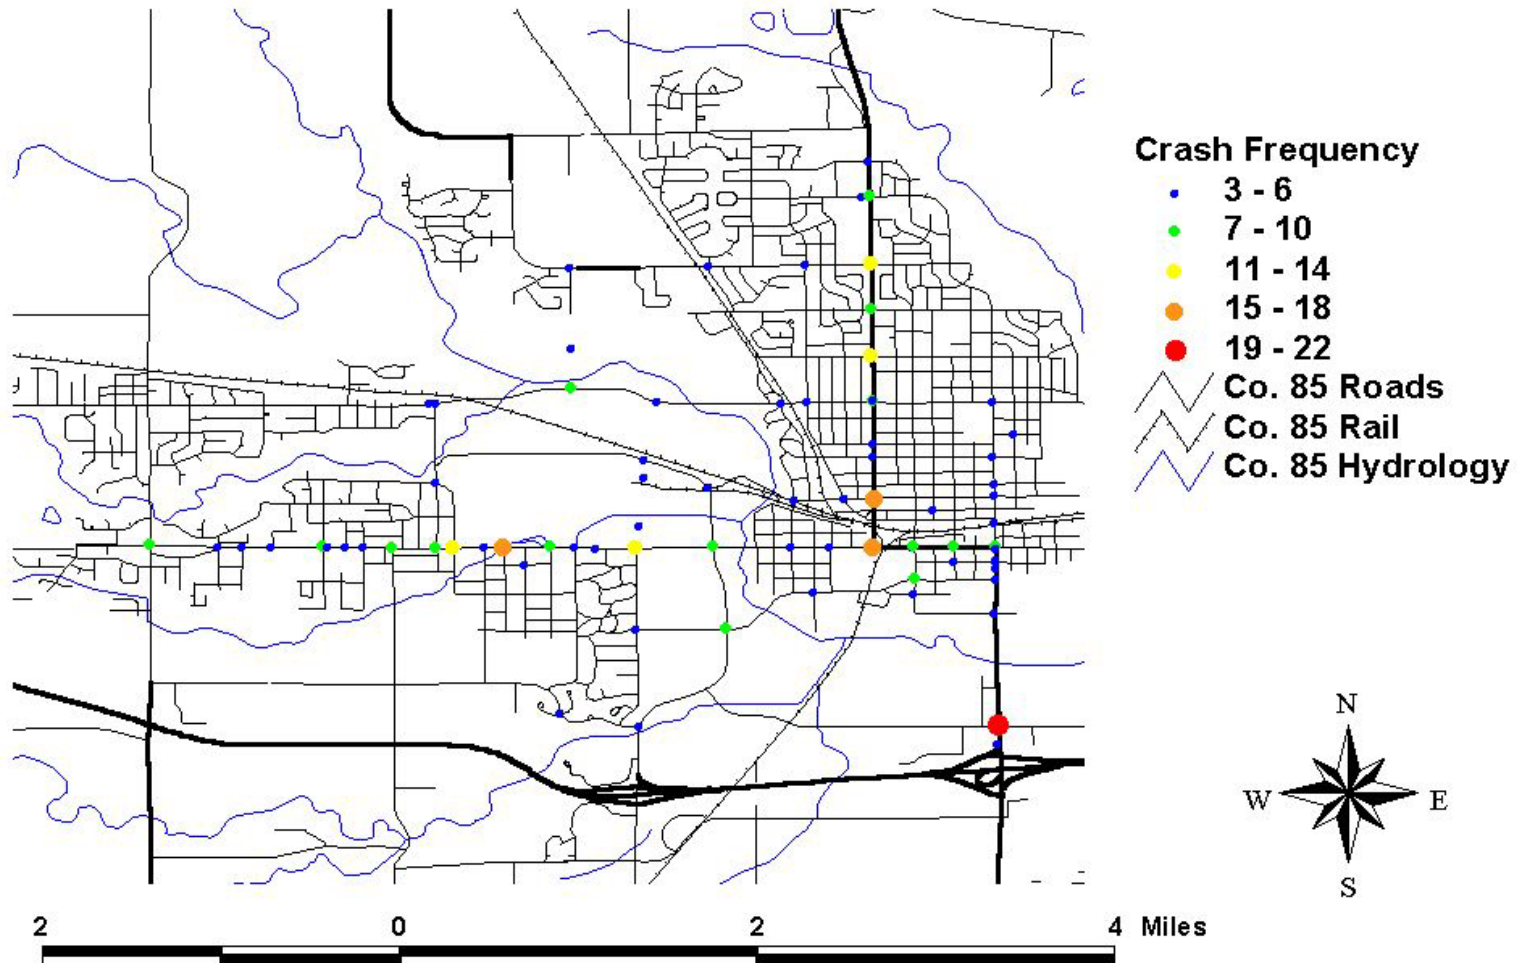 Crash Frequency
3 - 6
7 - 10
11 - 14
15 - 18
19 - 22
Co. 85 Roads
Co. 85 Rail
Co. 85 Hydrology
N
W E
S
2 0 2 4 Miles